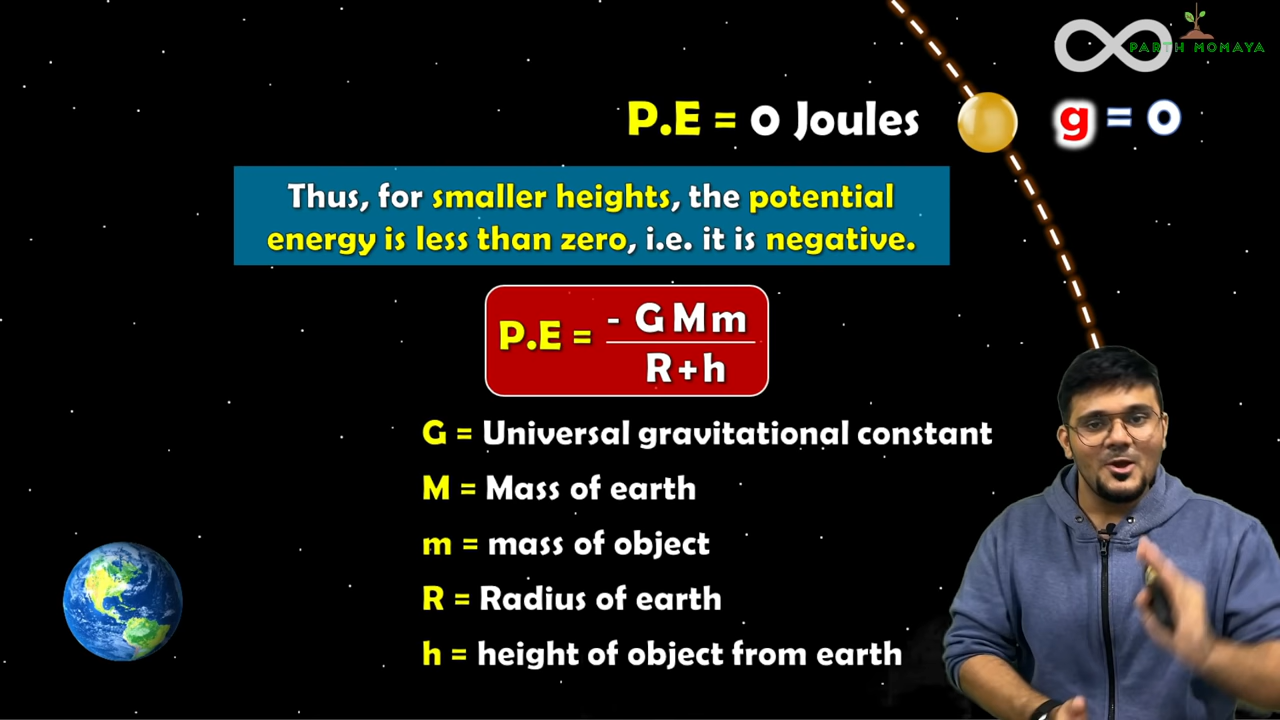 ∞
PARTH MOMAYA
P.E = 0 Joules
g = 0
Thus, for smaller heights, the potential
energy is less than zero, i.e. it is negative.
P.E = - GMm / R+h
G = Universal gravitational constant
M = Mass of earth
m = mass of object
R = Radius of earth
h = height of object from earth